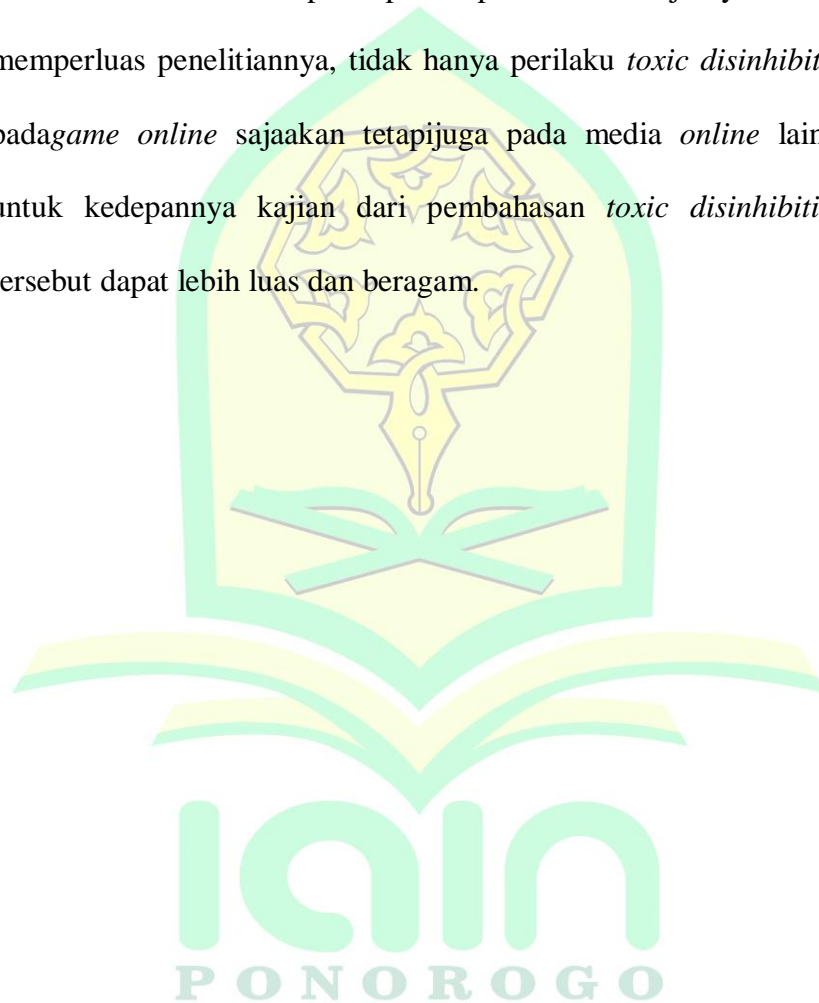 memperluas penelitiannya, tidak hanya perilaku toxic disinhibit
padagame online sajaakan tetapijuga pada media online lain
untuk kedepannya kajian dari pembahasan toxic disinhibiti
tersebut dapat lebih luas dan beragam.
iain
PONOROGO